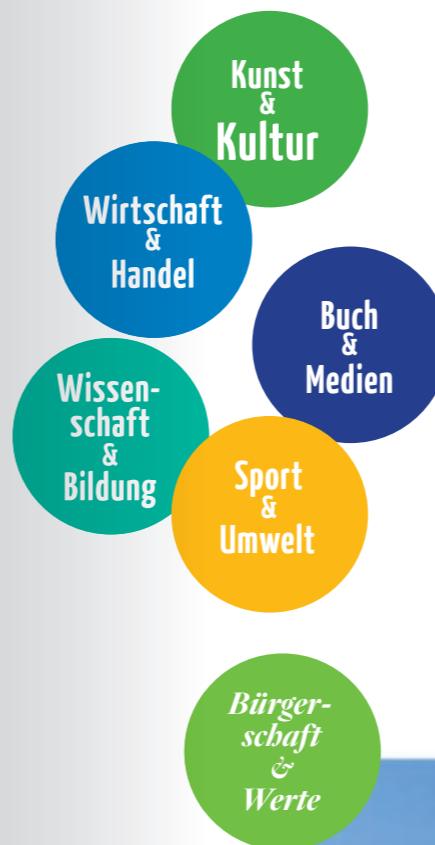 Kunst
&
Kultur
Wirtschaft
&
Handel
Buch
&
Medien
Wissen-
schaft
&
Bildung
Sport
&
Umwelt
Bürger-
schaft
&
Werte